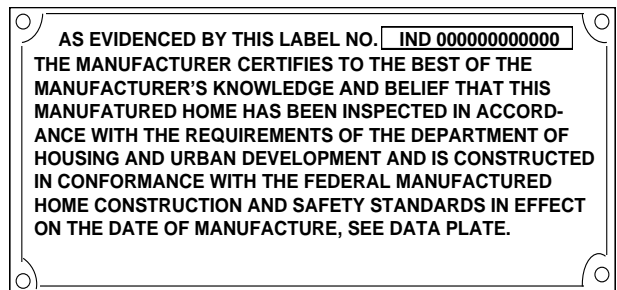 AS EVIDENCED BY THIS LABEL NO. IND 000000000000
THE MANUFACTURER CERTIFIES TO THE BEST OF THE
MANUFACTURER'S KNOWLEDGE AND BELIEF THAT THIS
MANUFATURED HOME HAS BEEN INSPECTED IN ACCORD-
ANCE WITH THE REQUIREMENTS OF THE DEPARTMENT OF
HOUSING AND URBAN DEVELOPMENT AND IS CONSTRUCTED
IN CONFORMANCE WITH THE FEDERAL MANUFACTURED
HOME CONSTRUCTION AND SAFETY STANDARDS IN EFFECT
ON THE DATE OF MANUFACTURE, SEE DATA PLATE.